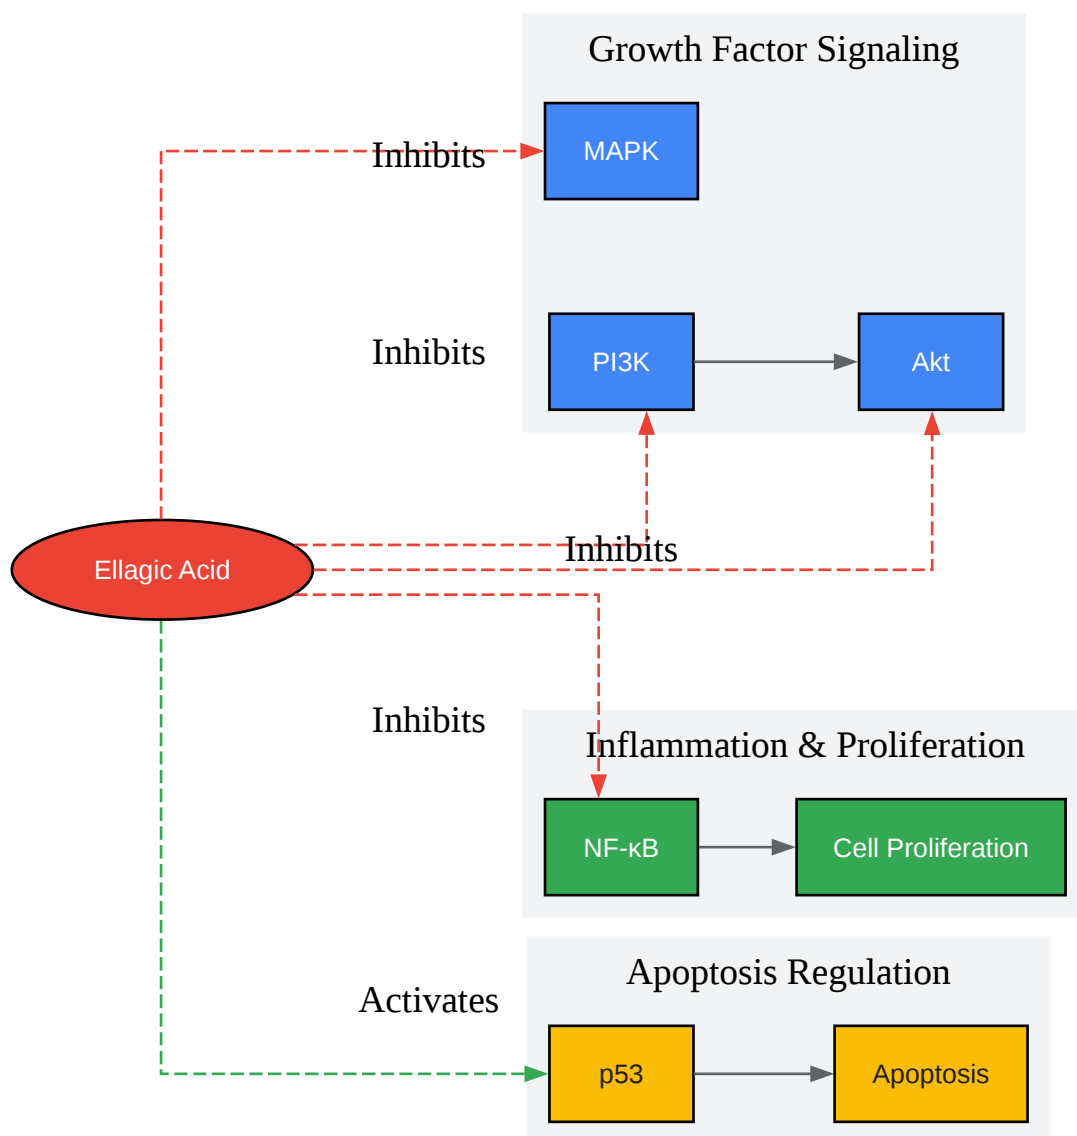 Growth Factor Signaling
Inhibits
MAPK
Inhibits
PI3K
Akt
Inhibits
Ellagic Acid
Inhibits
Inflammation & Proliferation
NF-κB
Cell Proliferation
Apoptosis Regulation
Activates
p53
Apoptosis